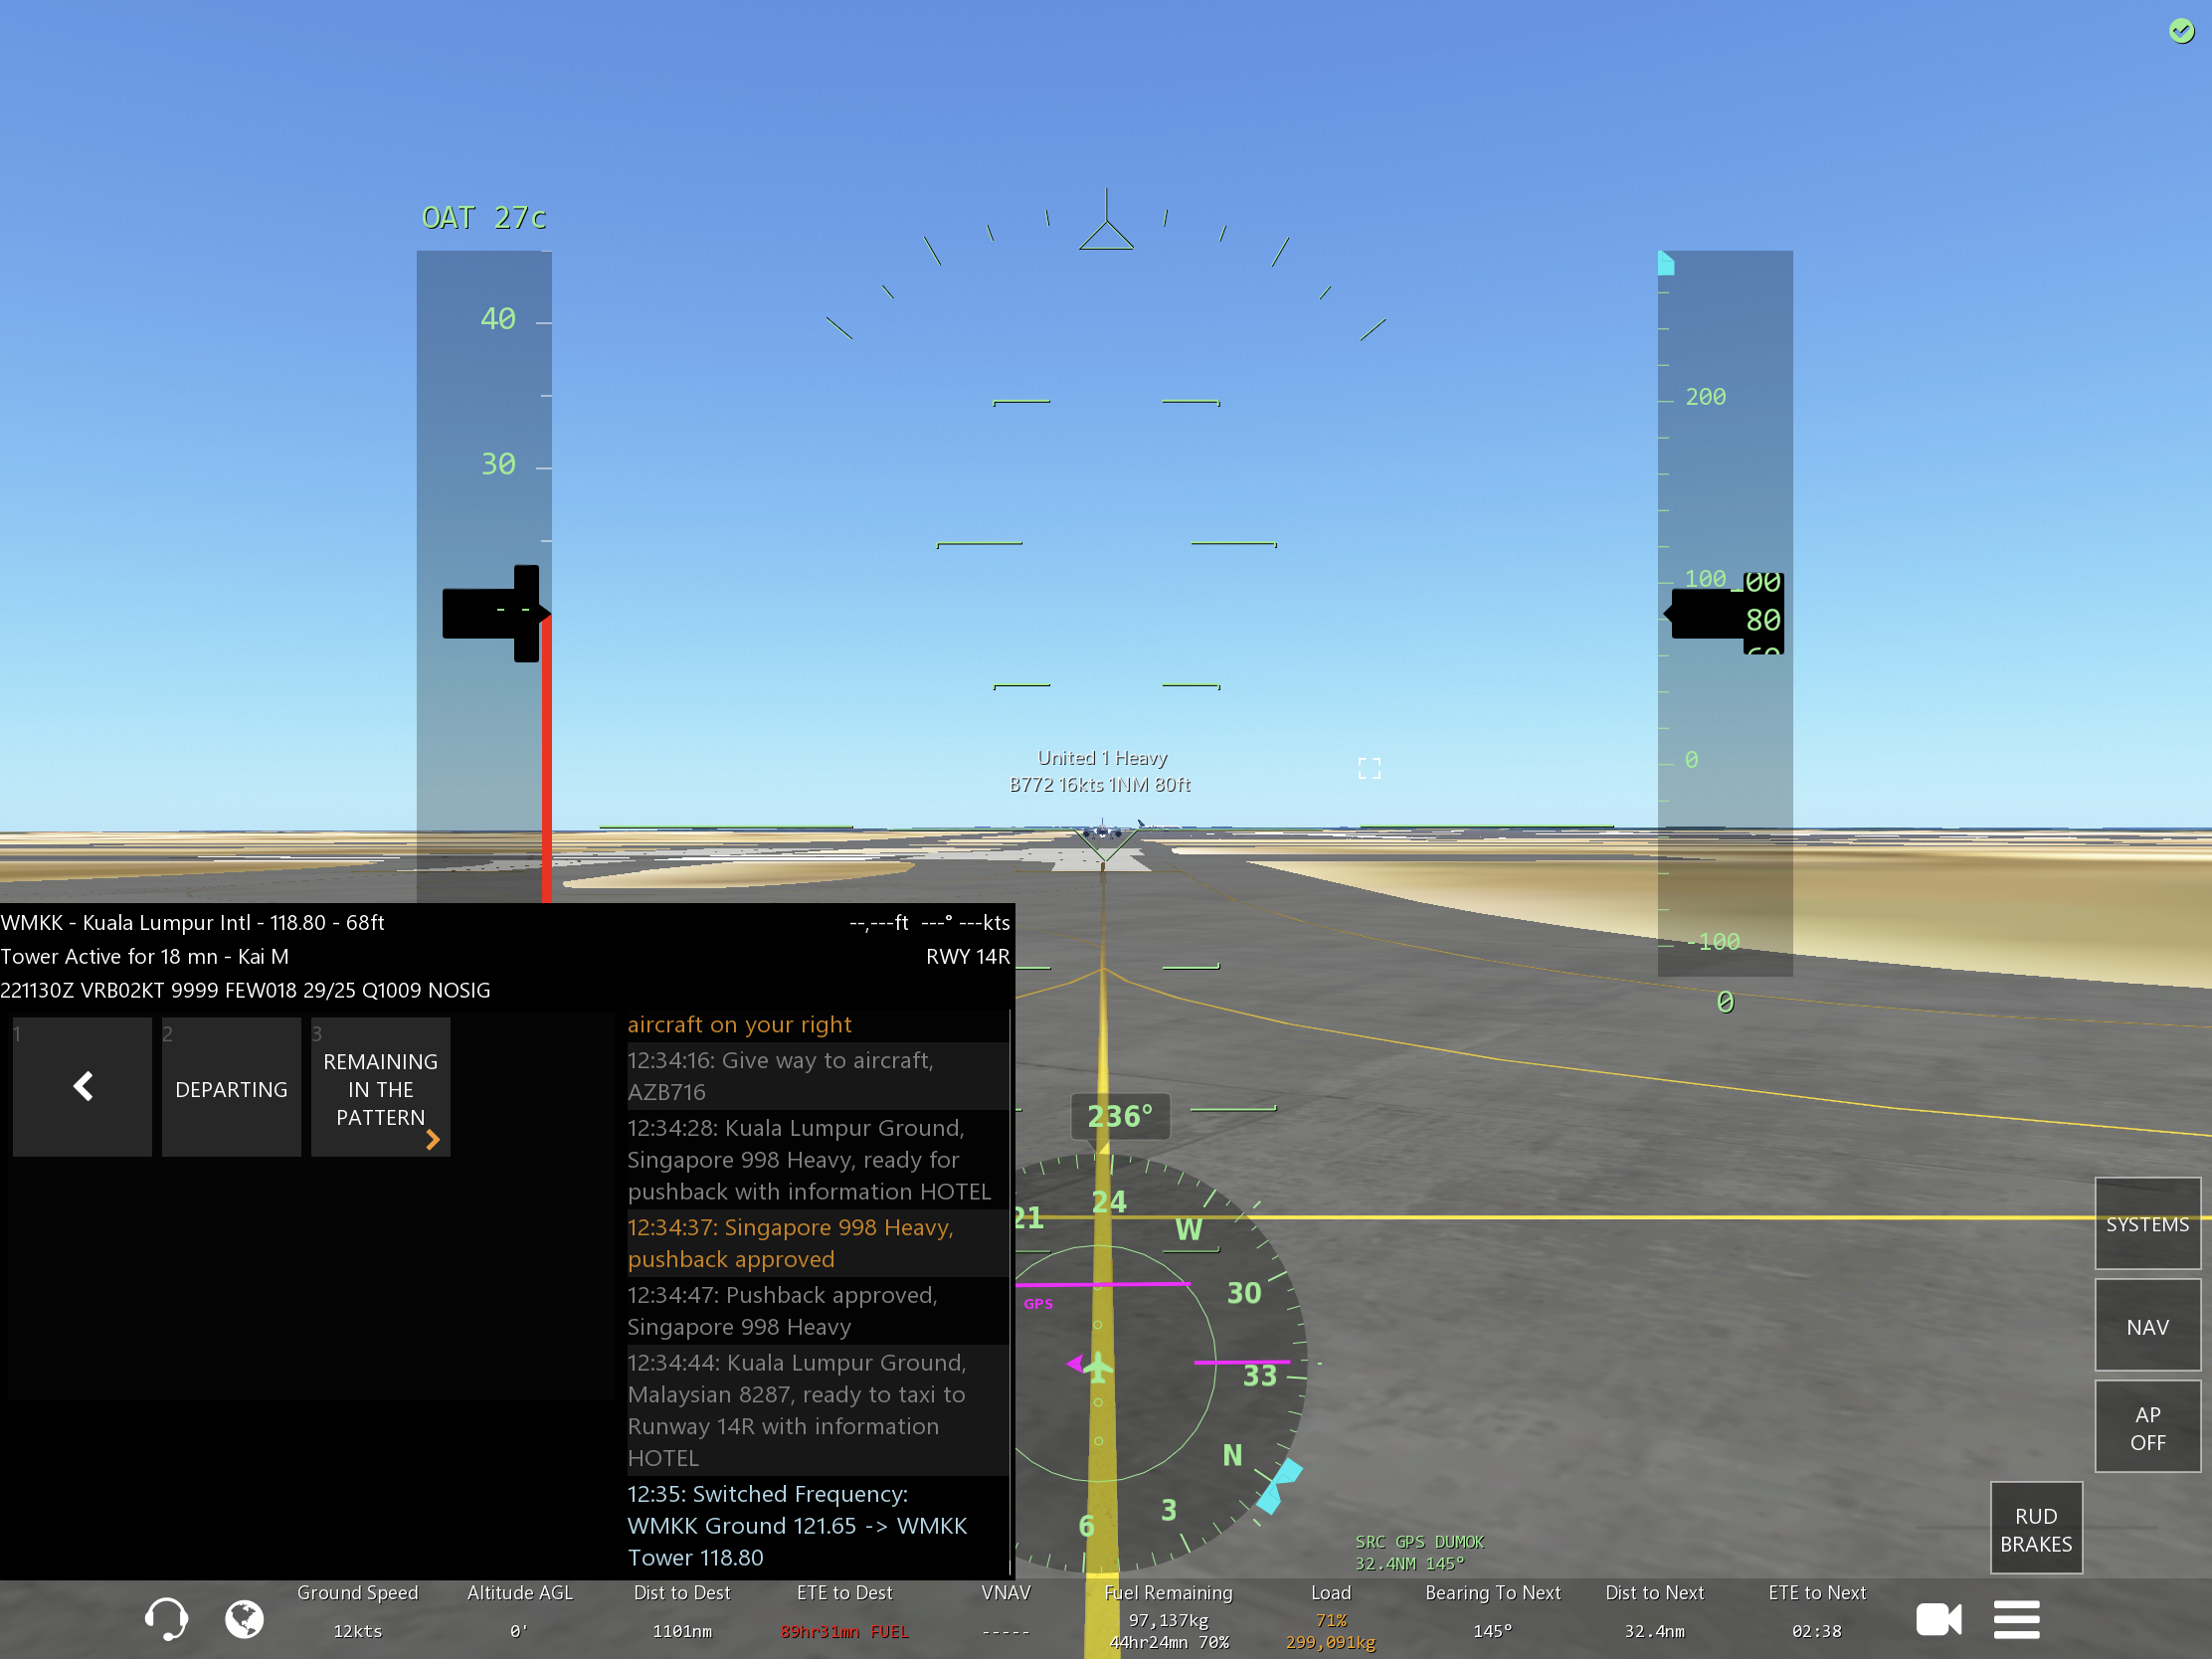 OAT 27c
40
30
- -
200
100
00
80
60
0
-100
0
United 1 Heavy
B772 16kts 1NM 80ft
WMKK - Kuala Lumpur Intl - 118.80 - 68ft
--,---ft ---° ---kts
Tower Active for 18 mn - Kai M
RWY 14R
221130Z VRB02KT 9999 FEW018 29/25 Q1009 NOSIG
1
2
DEPARTING
3
REMAINING
IN THE
PATTERN
aircraft on your right
12:34:16: Give way to aircraft,
AZB716
12:34:28: Kuala Lumpur Ground,
Singapore 998 Heavy, ready for
pushback with information HOTEL
12:34:37: Singapore 998 Heavy,
pushback approved
12:34:47: Pushback approved,
Singapore 998 Heavy
12:34:44: Kuala Lumpur Ground,
Malaysian 8287, ready to taxi to
Runway 14R with information
HOTEL
12:35: Switched Frequency:
WMKK Ground 121.65 -> WMKK
Tower 118.80
236°
21
24
W
30
33
N
3
6
GPS
SRC GPS DUMOK
32.4NM 145°
SYSTEMS
NAV
AP
OFF
RUD
BRAKES
Ground Speed
12kts
Altitude AGL
0'
Dist to Dest
1101nm
ETE to Dest
89hr31mn FUEL
VNAV
-----
Fuel Remaining
97,137kg
44hr24mn 70%
Load
71%
299,091kg
Bearing To Next
145°
Dist to Next
32.4nm
ETE to Next
02:38